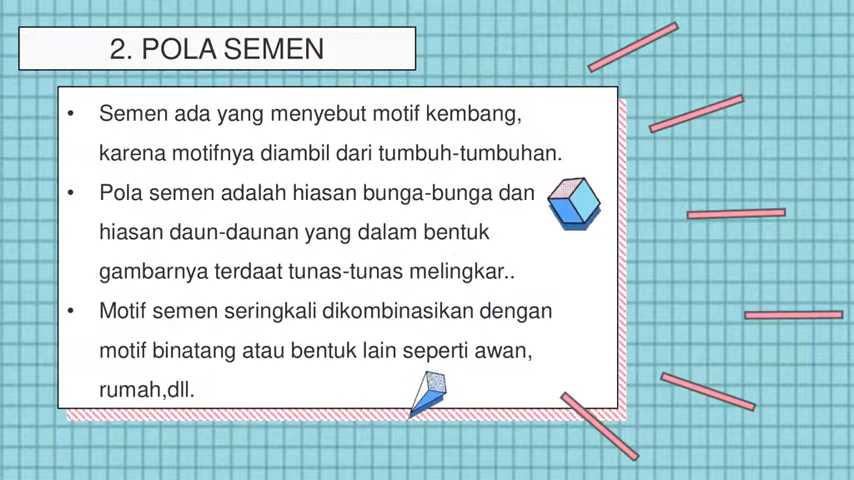 2. POLA SEMEN
• Semen ada yang menyebut motif kembang,
karena motifnya diambil dari tumbuh-tumbuhan.
• Pola semen adalah hiasan bunga-bunga dan
hiasan daun-daunan yang dalam bentuk
gambarnya terdaat tunas-tunas melingkar..
• Motif semen seringkali dikombinasikan dengan
motif binatang atau bentuk lain seperti awan,
rumah,dll.